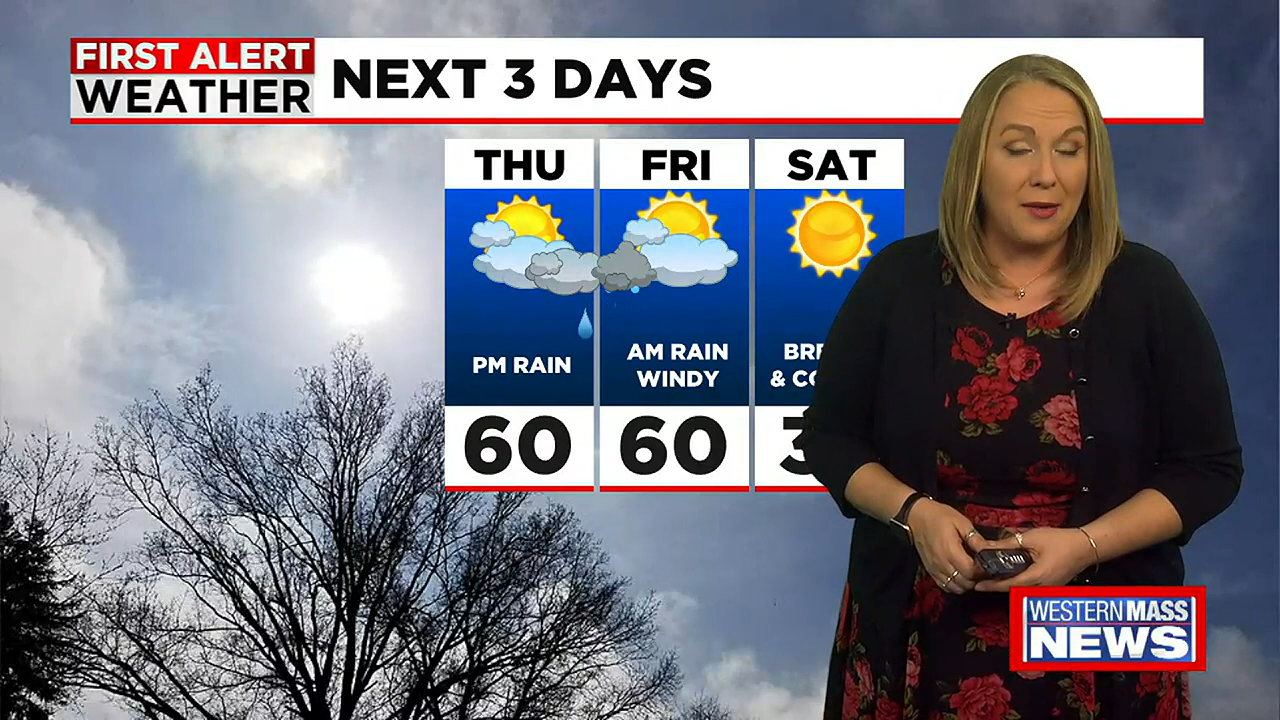 FIRST ALERT
WEATHER
NEXT 3 DAYS
THU
FRI
SAT
PM RAIN
AM RAIN
WINDY
60
60
WESTERN MASS
NEWS